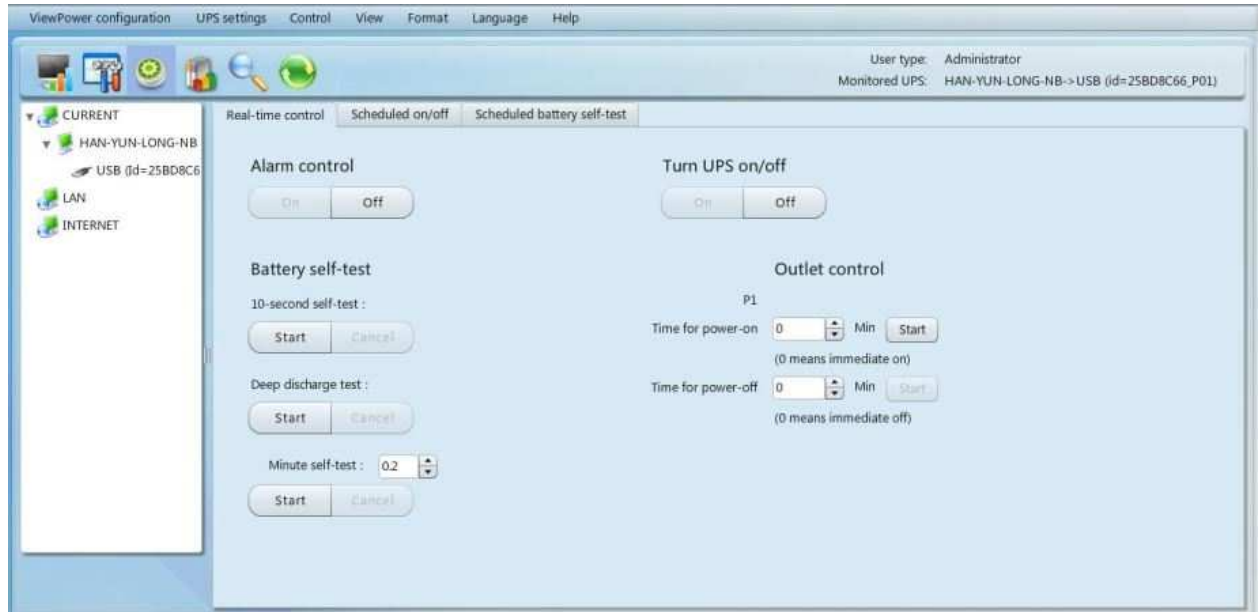 ViewPower configuration UPS settings Control View Format Language Help
User type: Administrator
Monitored UPS: HAN-YUN-LONG-NB->USB (id=25BD8C66_P01)
CURRENT
HAN-YUN-LONG-NB
USB (id=25BD8C6
LAN
INTERNET
Real-time control Scheduled on/off Scheduled battery self-test
Alarm control
On Off
Turn UPS on/off
On Off
Battery self-test
10-second self-test :
Start Cancel
Deep discharge test :
Start Cancel
Minute self-test : 0.2
Start Cancel
Outlet control
P1
Time for power-on 0 Min Start
(0 means immediate on)
Time for power-off 0 Min Start
(0 means immediate off)